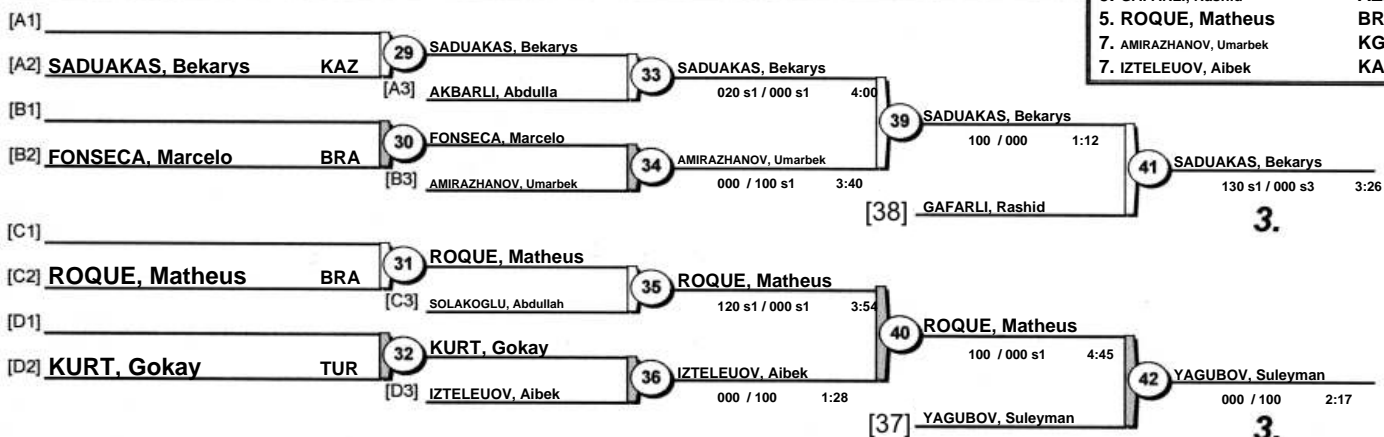 5. ROQUE, Matheus BR
7. AMIRAZHANOV, Umarbek KG
7. IZTELEUOV, Aibek KA
[A1]
29 SADUAKAS, Bekarys
[A2] SADUAKAS, Bekarys KAZ
33 SADUAKAS, Bekarys
[A3] AKBARLI, Abdulla
020 s1 / 000 s1 4:00
[B1]
39 SADUAKAS, Bekarys
30 FONSECA, Marcelo
100 / 000 1:12
[B2] FONSECA, Marcelo BRA
34 AMIRAZHANOV, Umarbek
41 SADUAKAS, Bekarys
[B3] AMIRAZHANOV, Umarbek
000 / 100 s1 3:40
130 s1 / 000 s3 3:26
[38] GAFARLI, Rashid
3.
[C1]
31 ROQUE, Matheus
[C2] ROQUE, Matheus BRA
35 ROQUE, Matheus
[C3] SOLAKOGLU, Abdullah
120 s1 / 000 s1 3:54
[D1]
40 ROQUE, Matheus
32 KURT, Gokay
100 / 000 s1 4:45
[D2] KURT, Gokay TUR
36 IZTELEUOV, Aibek
42 YAGUBOV, Suleyman
[D3] IZTELEUOV, Aibek
000 / 100 1:28
000 / 100 2:17
[37] YAGUBOV, Suleyman
3.